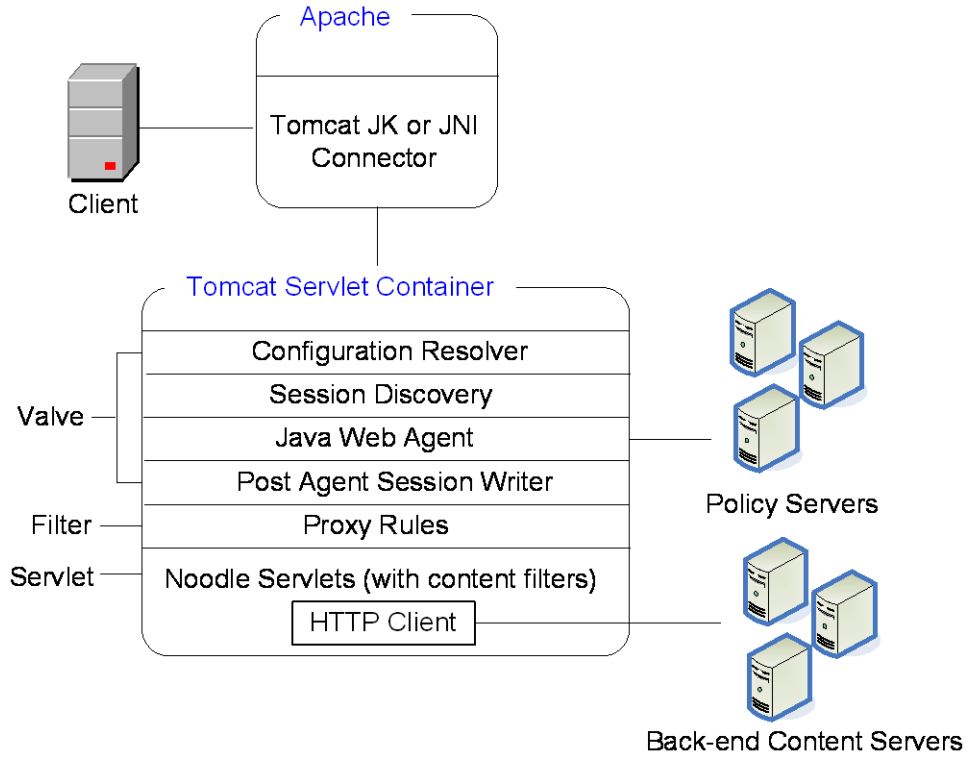 Apache
Tomcat JK or JNI
Connector
Client
Tomcat Servlet Container
Configuration Resolver
Session Discovery
Valve
Java Web Agent
Post Agent Session Writer
Policy Servers
Filter
Proxy Rules
Servlet
Noodle Servlets (with content filters)
HTTP Client
Back-end Content Servers